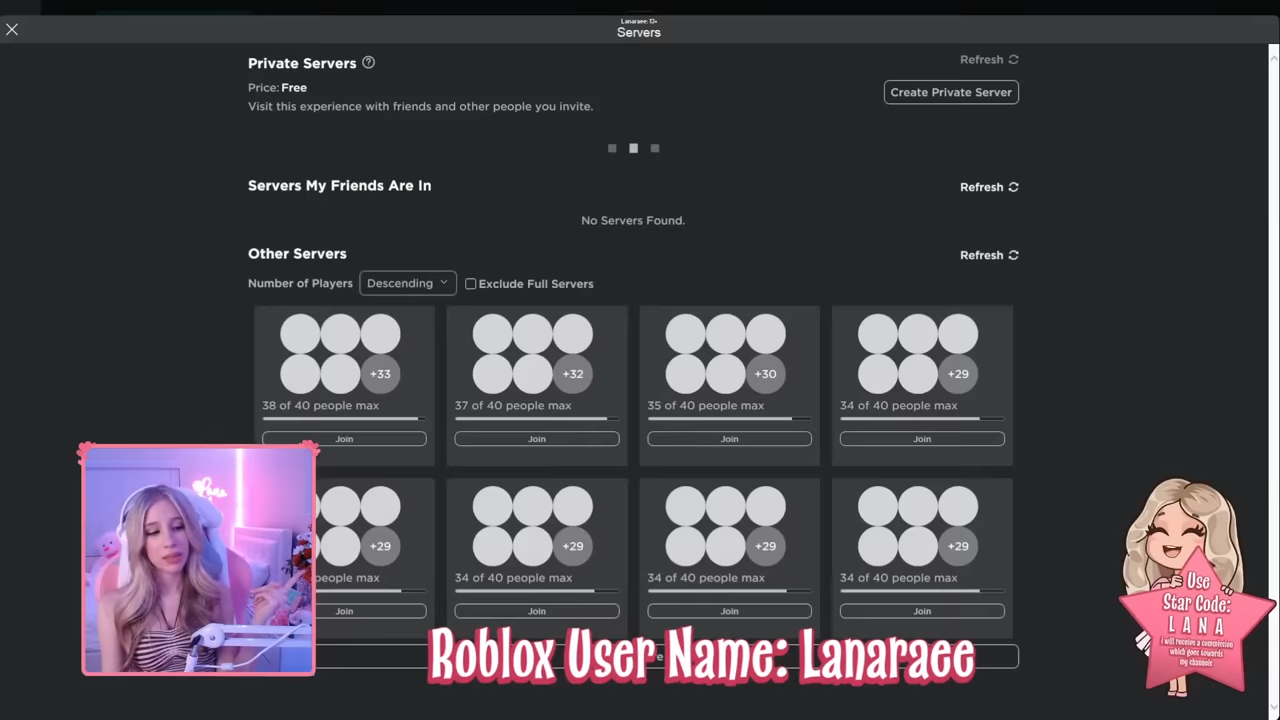 Lanaraee: 13+
Servers
Private Servers
Refresh
Price: Free
Create Private Server
Visit this experience with friends and other people you invite.
Servers My Friends Are In
Refresh
No Servers Found.
Other Servers
Refresh
Number of Players Descending Exclude Full Servers
+33 +32 +30 +29
38 of 40 people max 37 of 40 people max 35 of 40 people max 34 of 40 people max
Join Join Join Join
Lana
+29 +29 +29 +29
people max 34 of 40 people max 34 of 40 people max 34 of 40 people max
Join Join Join Join
Roblox User Name: Lanaraee
Use
Star Code:
LANA
I will receive a commission
which goes towards
my channels